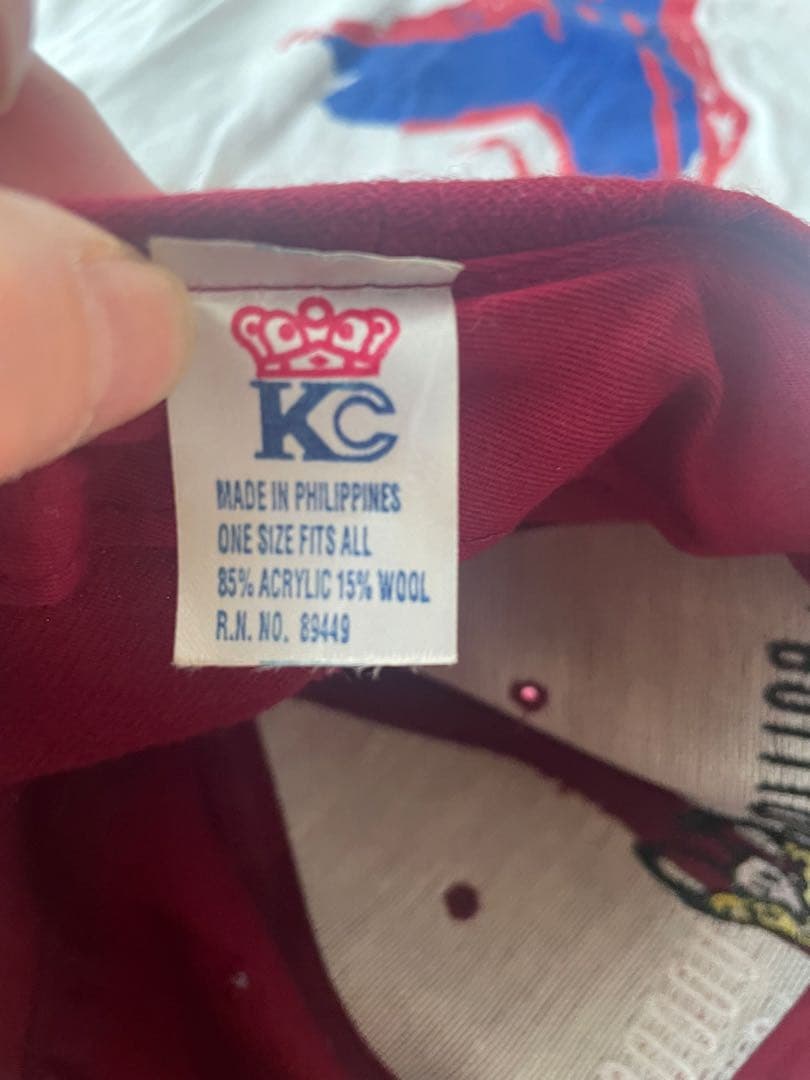 KC
MADE IN PHILIPPINES
ONE SIZE FITS ALL
85% ACRYLIC 15% WOOL
R.N. NO. 89449